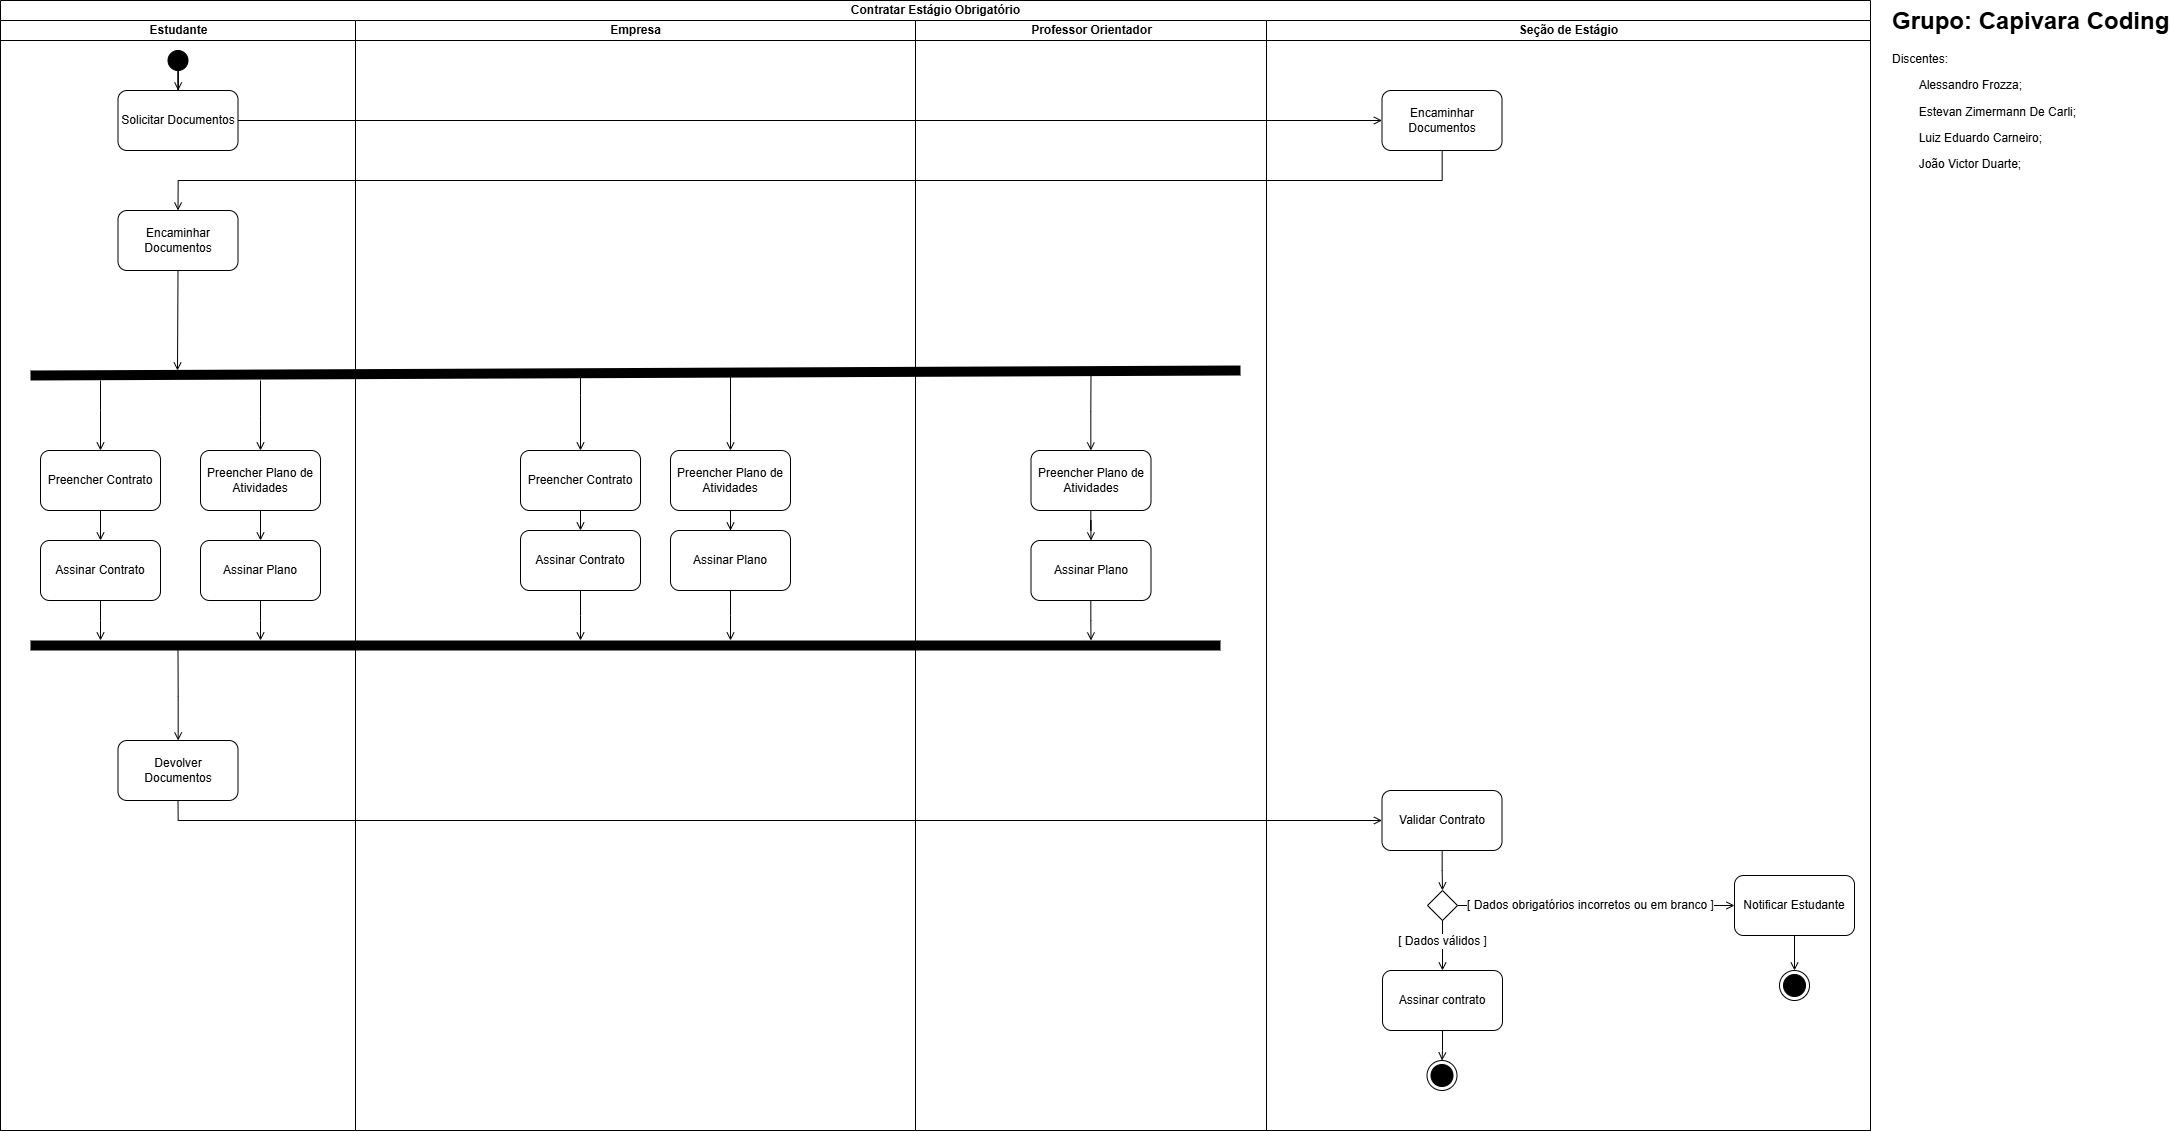 Contratar Estágio Obrigatório
Estudante
Empresa
Professor Orientador
Seção de Estágio
Grupo: Capivara Coding
Discentes:
Alessandro Frozza;
Estevan Zimermann De Carli;
Luiz Eduardo Carneiro;
João Victor Duarte;
Solicitar Documentos
Encaminhar
Documentos
Encaminhar
Documentos
Preencher Contrato
Preencher Plano de
Atividades
Preencher Contrato
Preencher Plano de
Atividades
Preencher Plano de
Atividades
Assinar Contrato
Assinar Plano
Assinar Contrato
Assinar Plano
Assinar Plano
Devolver
Documentos
Validar Contrato
[ Dados obrigatórios incorretos ou em branco ]
Notificar Estudante
[ Dados válidos ]
Assinar contrato